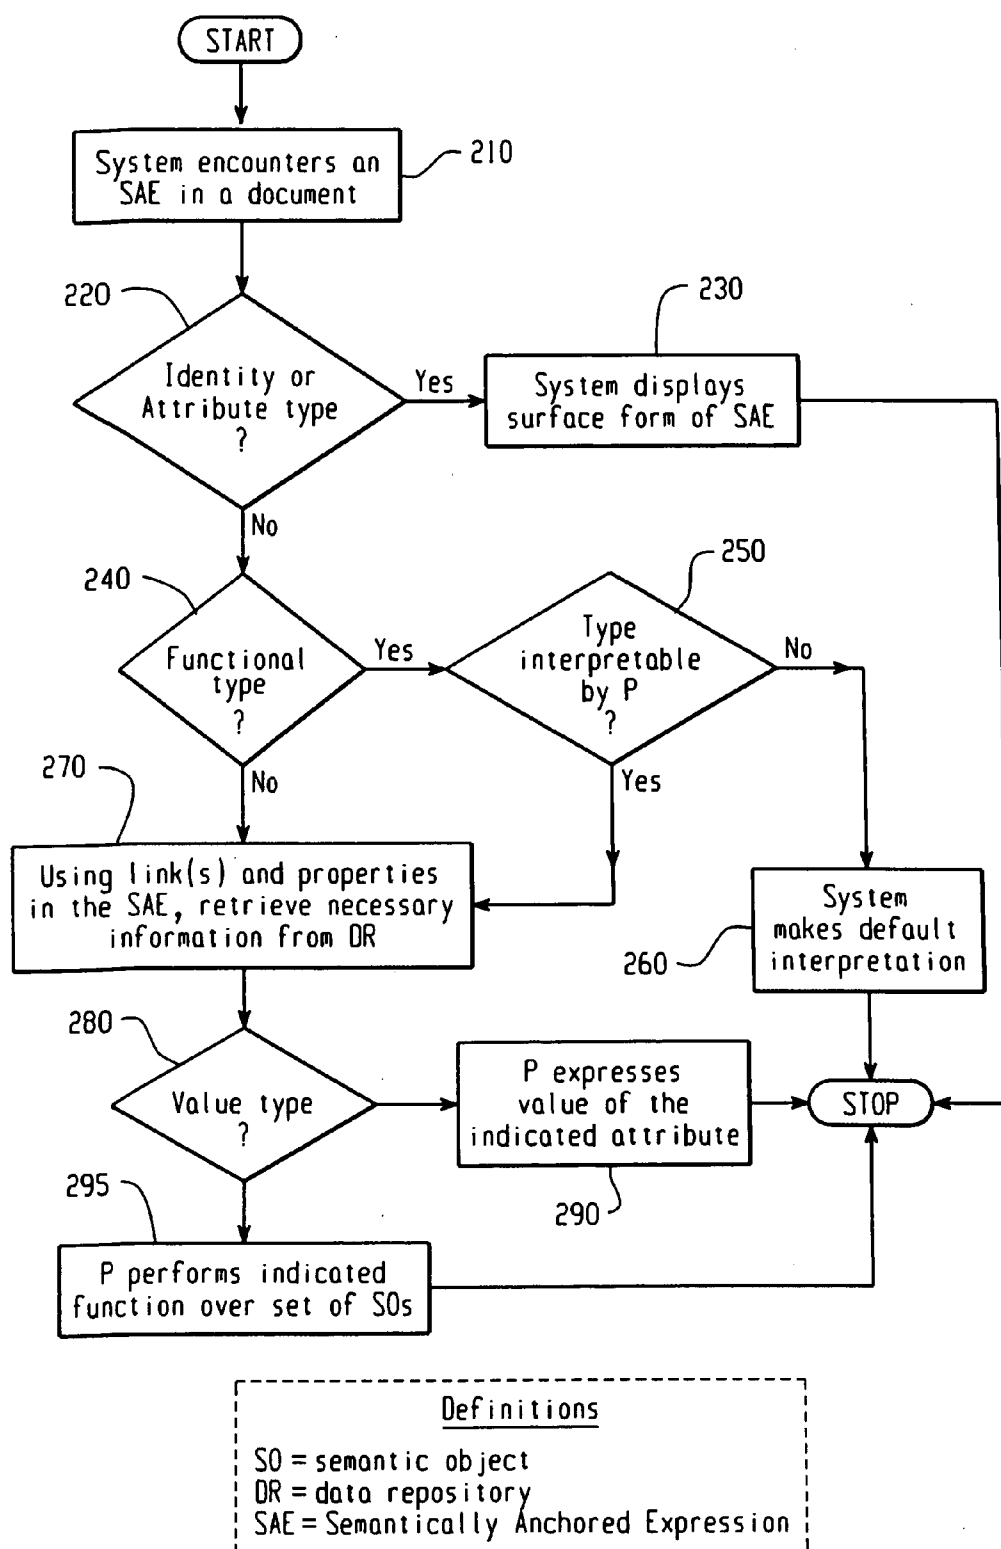 START
System encounters an
SAE in a document
210
220
Identity or
Attribute type
?
Yes
230
System displays
surface form of SAE
No
240
Functional
type
?
Yes
250
Type
interpretable
by P
?
No
Yes
No
270
Using link(s) and properties
in the SAE, retrieve necessary
information from DR
System
makes default
interpretation
260
280
Value type
?
P expresses
value of the
indicated attribute
290
STOP
295
P performs indicated
function over set of SOs
Definitions
SO = semantic object
DR = data repository
SAE = Semantically Anchored Expression